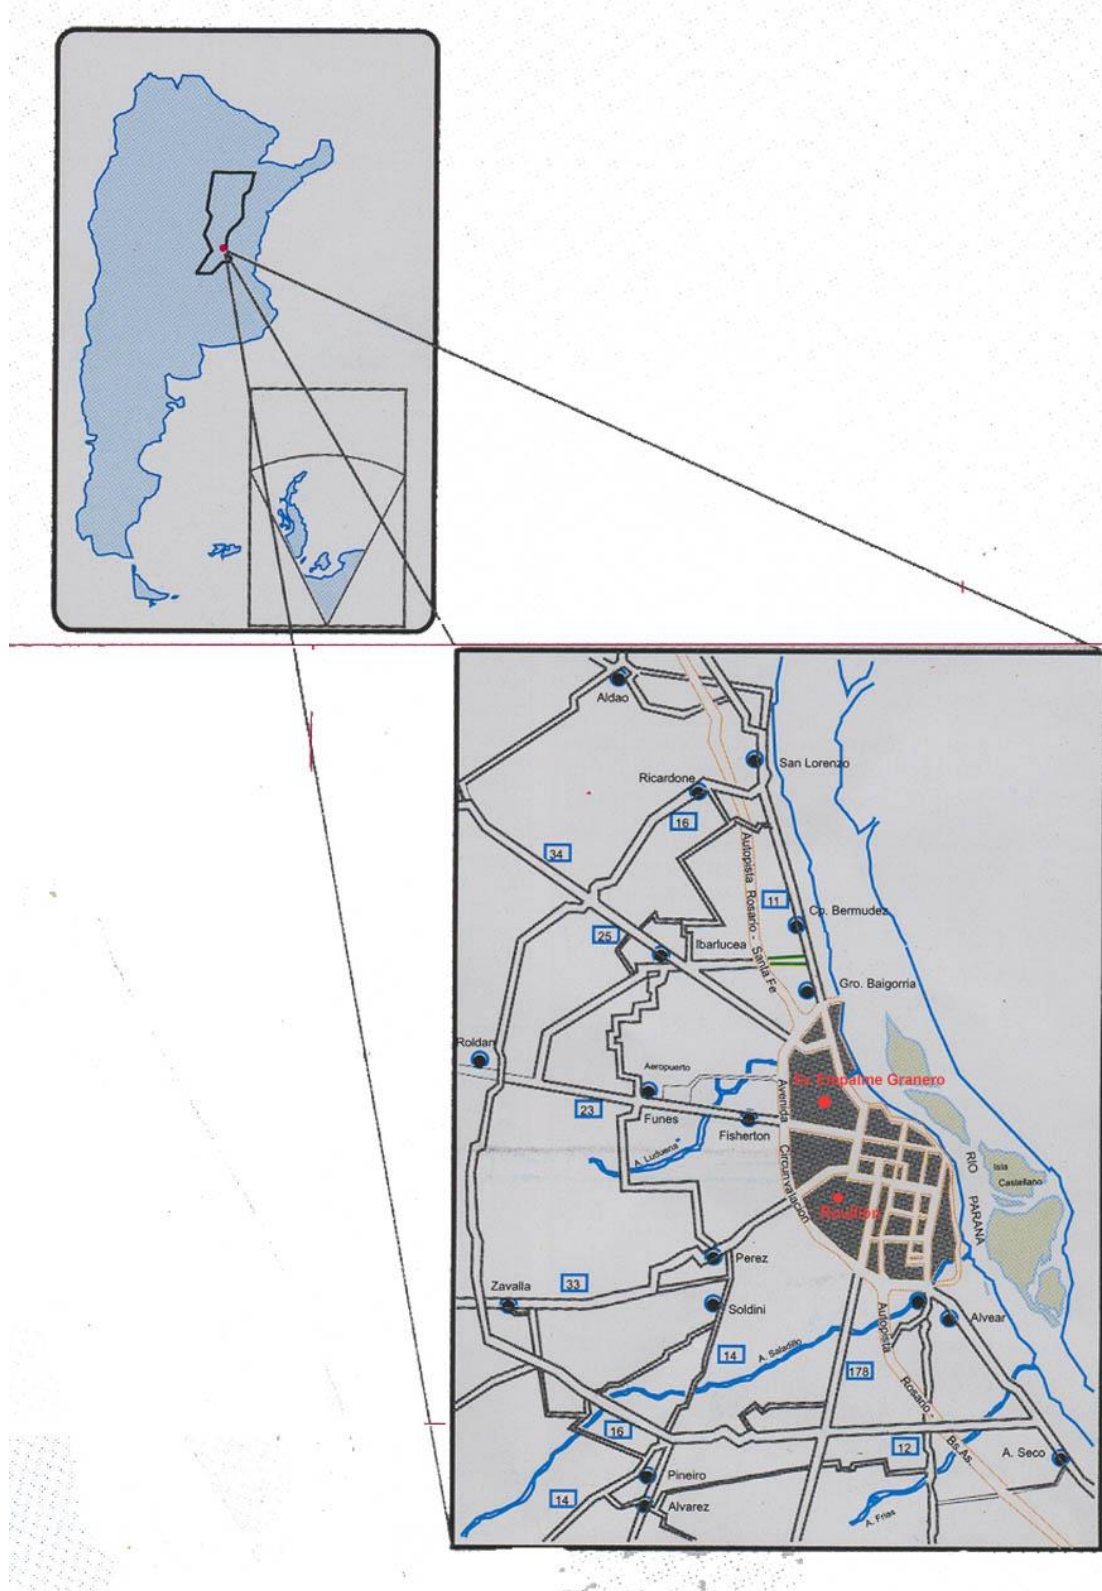 Aldao
San Lorenzo
Ricardone
16
34
Autopista Rosario - Santa Fe
11
Cp. Bermudez
25
Ibarlucea
Gro. Baigorria
Roldan
Aeropuerto
Empalme Granero
23
Funes
Fisherton
Avenida Circunvalacion
A. Luduena
RIO PARANA
Isla
Castellano
Rouillon
Perez
Zavalla
33
Soldini
Alvear
14
A. Saladillo
178
Autopista Rosario - Bs.As.
16
12
A. Seco
Pineiro
14
Alvarez
A. Frias